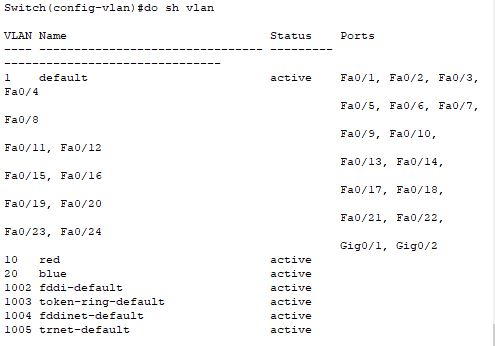 Switch(config-vlan)#do sh vlan
VLAN Name                             Status    Ports
---- -------------------------------- ---------
-------------------------------
1    default                          active    Fa0/1, Fa0/2, Fa0/3,
Fa0/4
                                                Fa0/5, Fa0/6, Fa0/7,
Fa0/8
                                                Fa0/9, Fa0/10,
Fa0/11, Fa0/12
                                                Fa0/13, Fa0/14,
Fa0/15, Fa0/16
                                                Fa0/17, Fa0/18,
Fa0/19, Fa0/20
                                                Fa0/21, Fa0/22,
Fa0/23, Fa0/24
                                                Gig0/1, Gig0/2
10   red                              active
20   blue                             active
1002 fddi-default                     active
1003 token-ring-default               active
1004 fddinet-default                  active
1005 trnet-default                    active